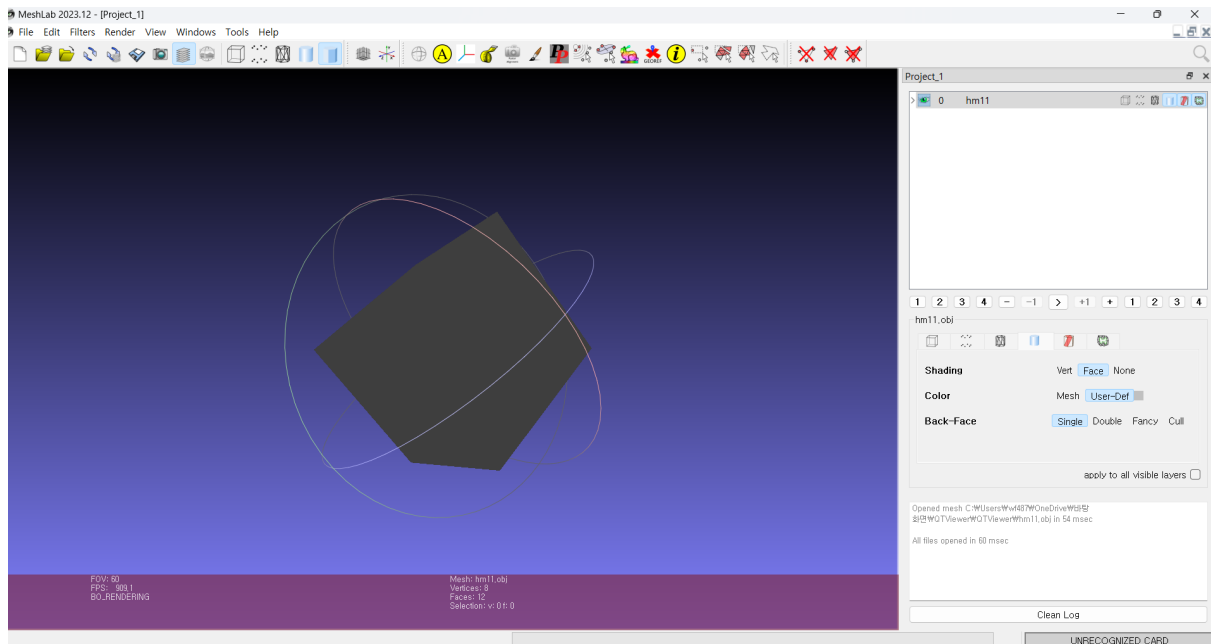 MeshLab 2023.12 - [Project_1]
File Edit Filters Render View Windows Tools Help
A
Pp
GEOREF
i
Project_1
0 hm11
1 2 3 4 - -1 > +1 + 1 2 3 4
hm11.obj
Shading Vert Face None
Color Mesh User-Def
Back-Face Single Double Fancy Cull
apply to all visible layers
Opened mesh C:₩Users₩wf487₩OneDrive₩바탕
화면₩QTViewer₩QTViewer₩hm11.obj in 54 msec
All files opened in 60 msec
FOV: 60
FPS: 909.1
BO_RENDERING
Mesh: hm11.obj
Vertices: 8
Faces: 12
Selection: v: 0 f: 0
Clean Log
UNRECOGNIZED CARD